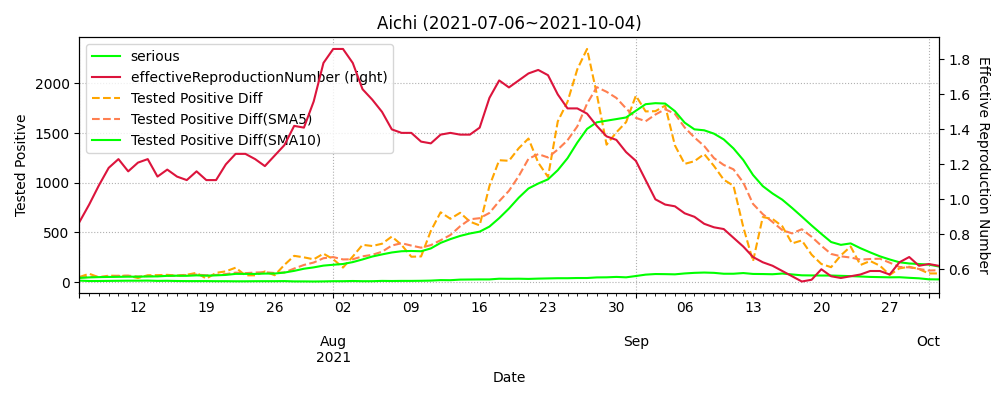 Aichi (2021-07-06~2021-10-04)
serious
effectiveReproductionNumber (right)
Tested Positive Diff
Tested Positive Diff(SMA5)
Tested Positive Diff(SMA10)
Tested Positive
2000
1500
1000
500
0
1.8
1.6
1.4
1.2
1.0
0.8
0.6
Effective Reproduction Number
12 19 26 02 09 16 23 30 06 13 20 27
Aug Sep Oct
2021
Date